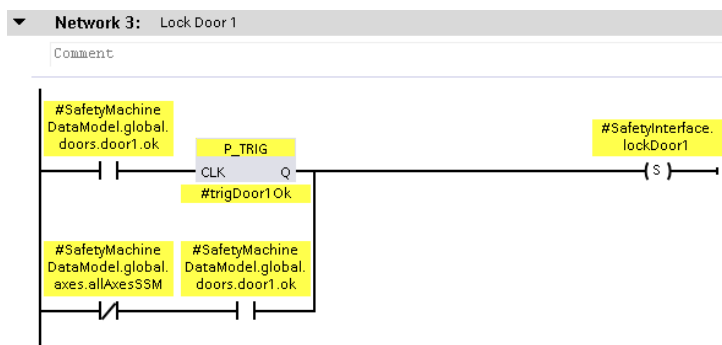 Network 3: Lock Door 1
Comment
#SafetyMachine
DataModel.global.
doors.door1.ok
P_TRIG
CLK Q
#trigDoor1Ok
#SafetyInterface.
lockDoor1
S
#SafetyMachine
DataModel.global.
axes.allAxesSSM
#SafetyMachine
DataModel.global.
doors.door1.ok